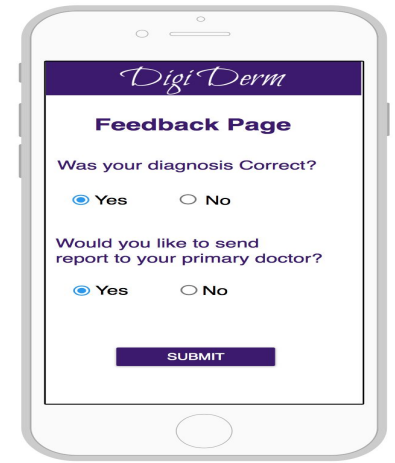 Digi Derm
Feedback Page
Was your diagnosis Correct?
Yes No
Would you like to send
report to your primary doctor?
Yes No
SUBMIT